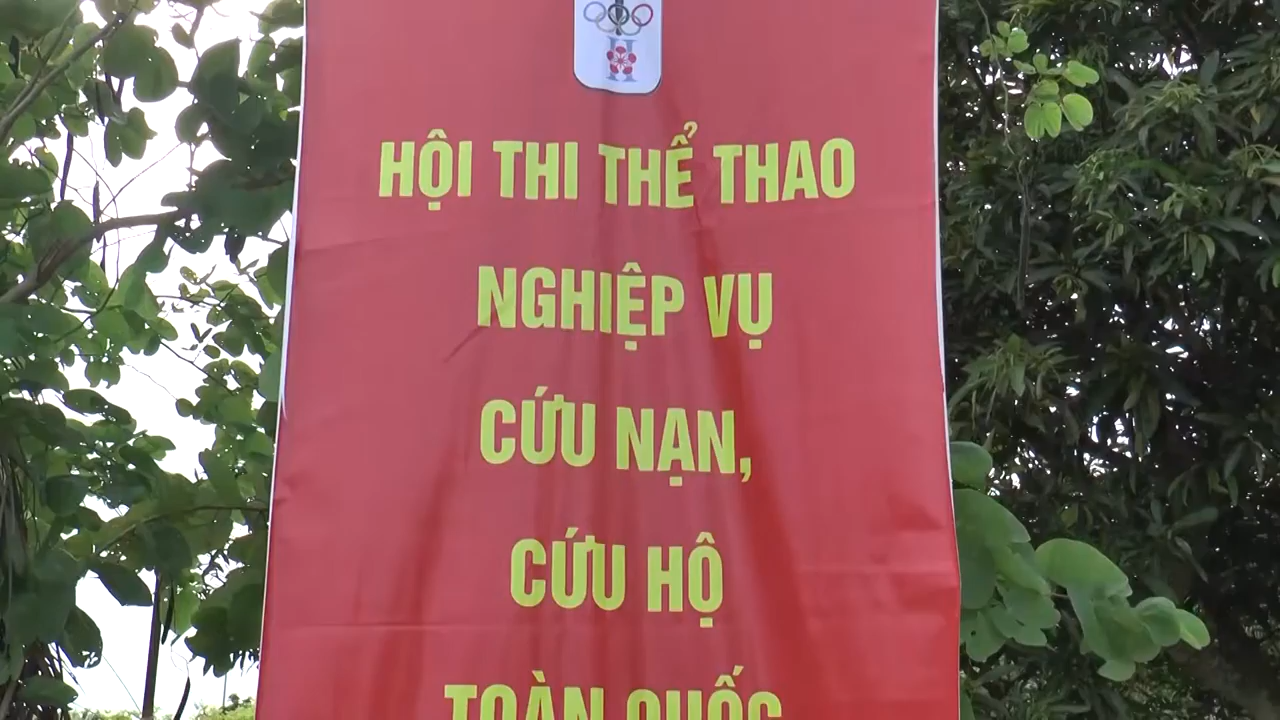 H
HỘI THI THỂ THAO
NGHIỆP VỤ
CỨU NẠN,
CỨU HỘ
TOÀN QUỐC